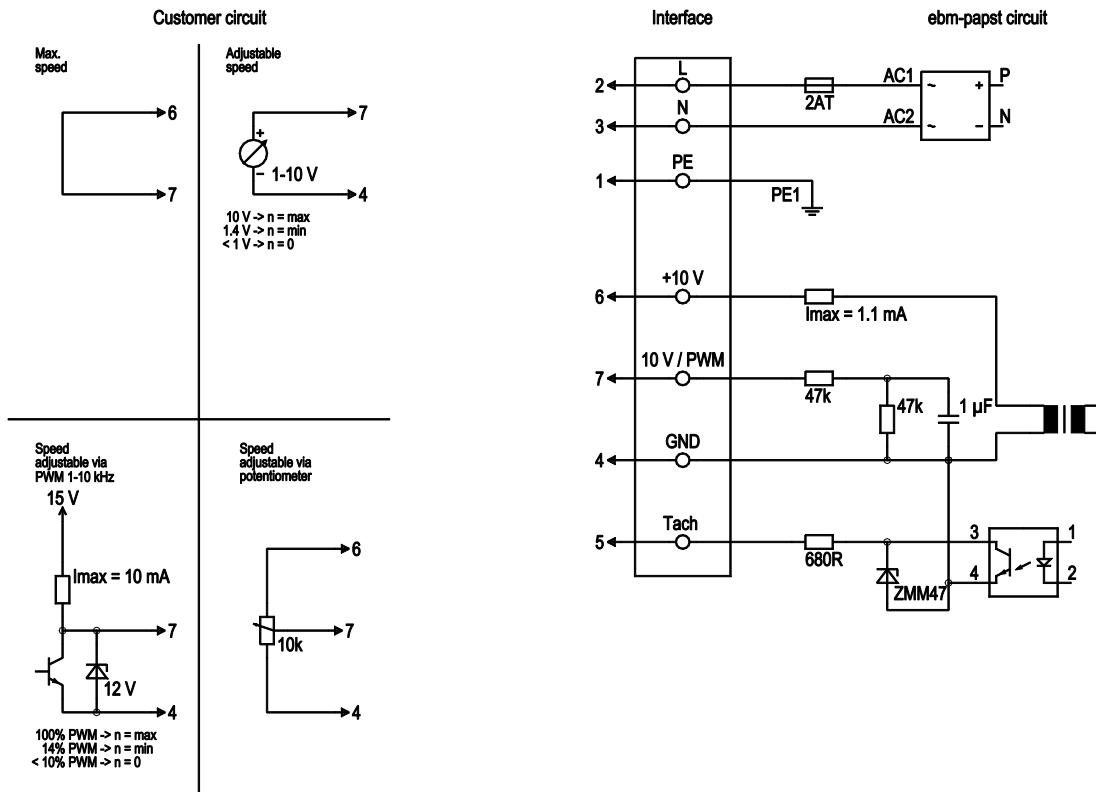 Customer circuit
Interface
ebm-papst circuit
Max.
speed
6
7
Adjustable
speed
7
+
– 1-10 V
4
10 V -> n = max
1.4 V -> n = min
< 1 V -> n = 0
Speed
adjustable via
PWM 1-10 kHz
15 V
Imax = 10 mA
7
12 V
4
100% PWM -> n = max
14% PWM -> n = min
< 10% PWM -> n = 0
Speed
adjustable via
potentiometer
6
7
10k
4
2
L
2AT
AC1
~
+
P
3
N
AC2
~
–
N
1
PE
PE1
6
+10 V
Imax = 1.1 mA
7
10 V / PWM
47k
47k
1 µF
4
GND
5
Tach
680R
3
1
4
2
ZMM47